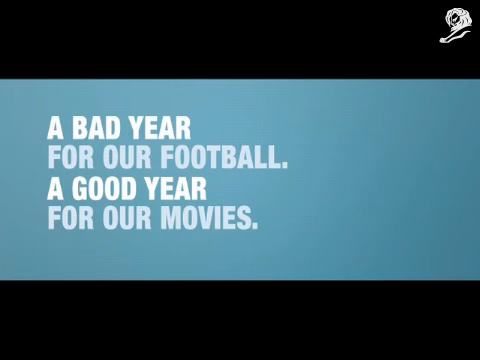 A BAD YEAR
FOR OUR FOOTBALL.
A GOOD YEAR
FOR OUR MOVIES.